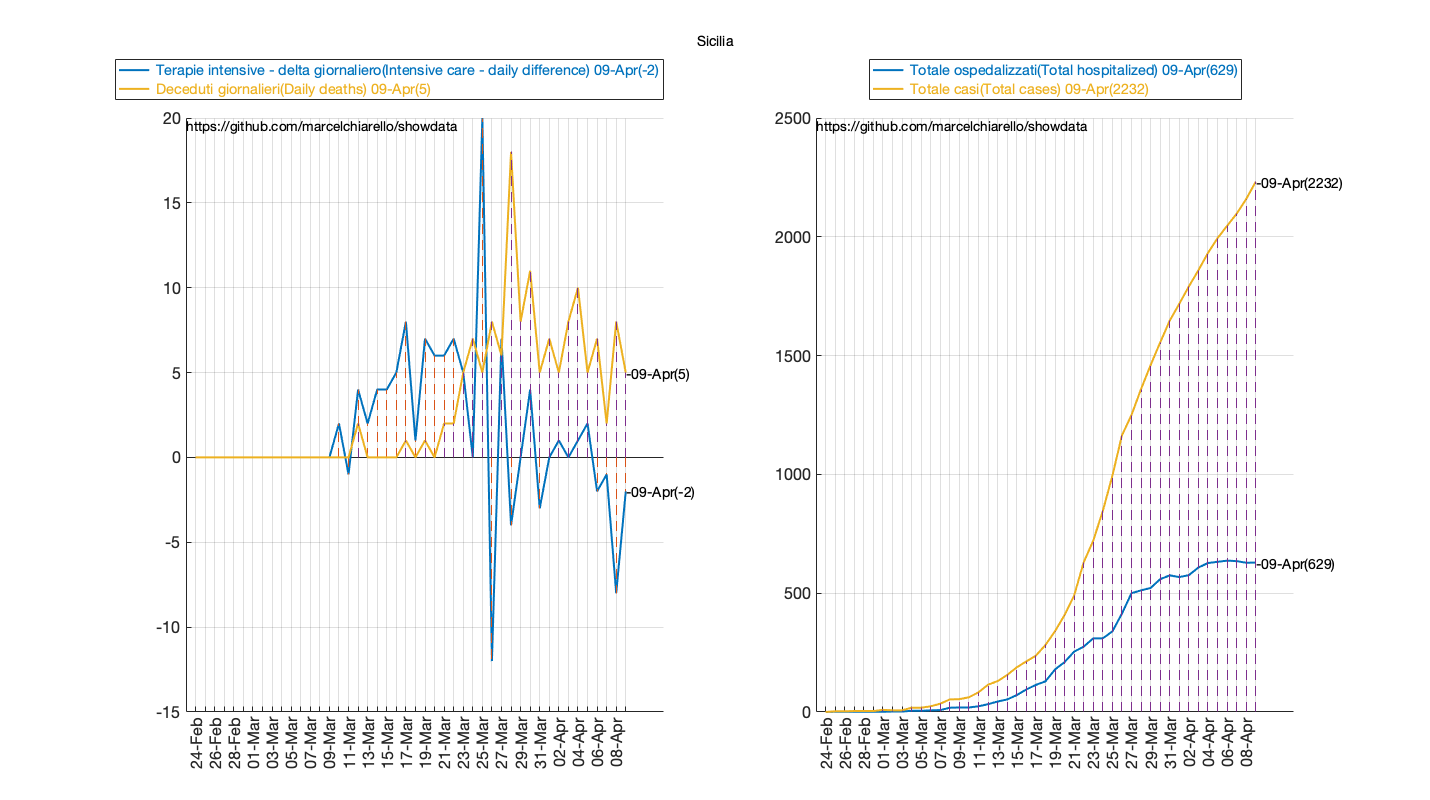 Sicilia
Terapie intensive - delta giornaliero(Intensive care - daily difference) 09-Apr(-2)
Deceduti giornalieri(Daily deaths) 09-Apr(5)
https://github.com/marcelchiarello/showdata
20
15
10
5
0
-5
-10
-15
-09-Apr(5)
-09-Apr(-2)
24-Feb
26-Feb
28-Feb
01-Mar
03-Mar
05-Mar
07-Mar
09-Mar
11-Mar
13-Mar
15-Mar
17-Mar
19-Mar
21-Mar
23-Mar
25-Mar
27-Mar
29-Mar
31-Mar
02-Apr
04-Apr
06-Apr
08-Apr
Totale ospedalizzati(Total hospitalized) 09-Apr(629)
Totale casi(Total cases) 09-Apr(2232)
https://github.com/marcelchiarello/showdata
2500
2000
1500
1000
500
0
-09-Apr(2232)
-09-Apr(629)
24-Feb
26-Feb
28-Feb
01-Mar
03-Mar
05-Mar
07-Mar
09-Mar
11-Mar
13-Mar
15-Mar
17-Mar
19-Mar
21-Mar
23-Mar
25-Mar
27-Mar
29-Mar
31-Mar
02-Apr
04-Apr
06-Apr
08-Apr